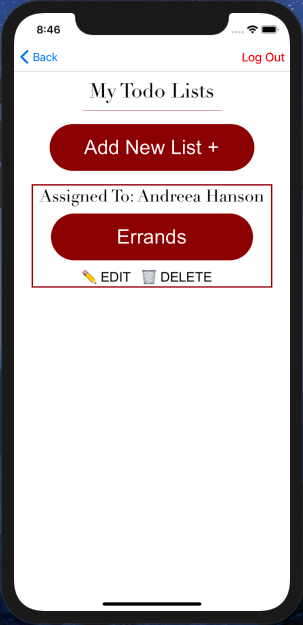 8:46
Back Log Out
My Todo Lists
Add New List +
Assigned To: Andreea Hanson
Errands
✏️ EDIT 🗑️ DELETE